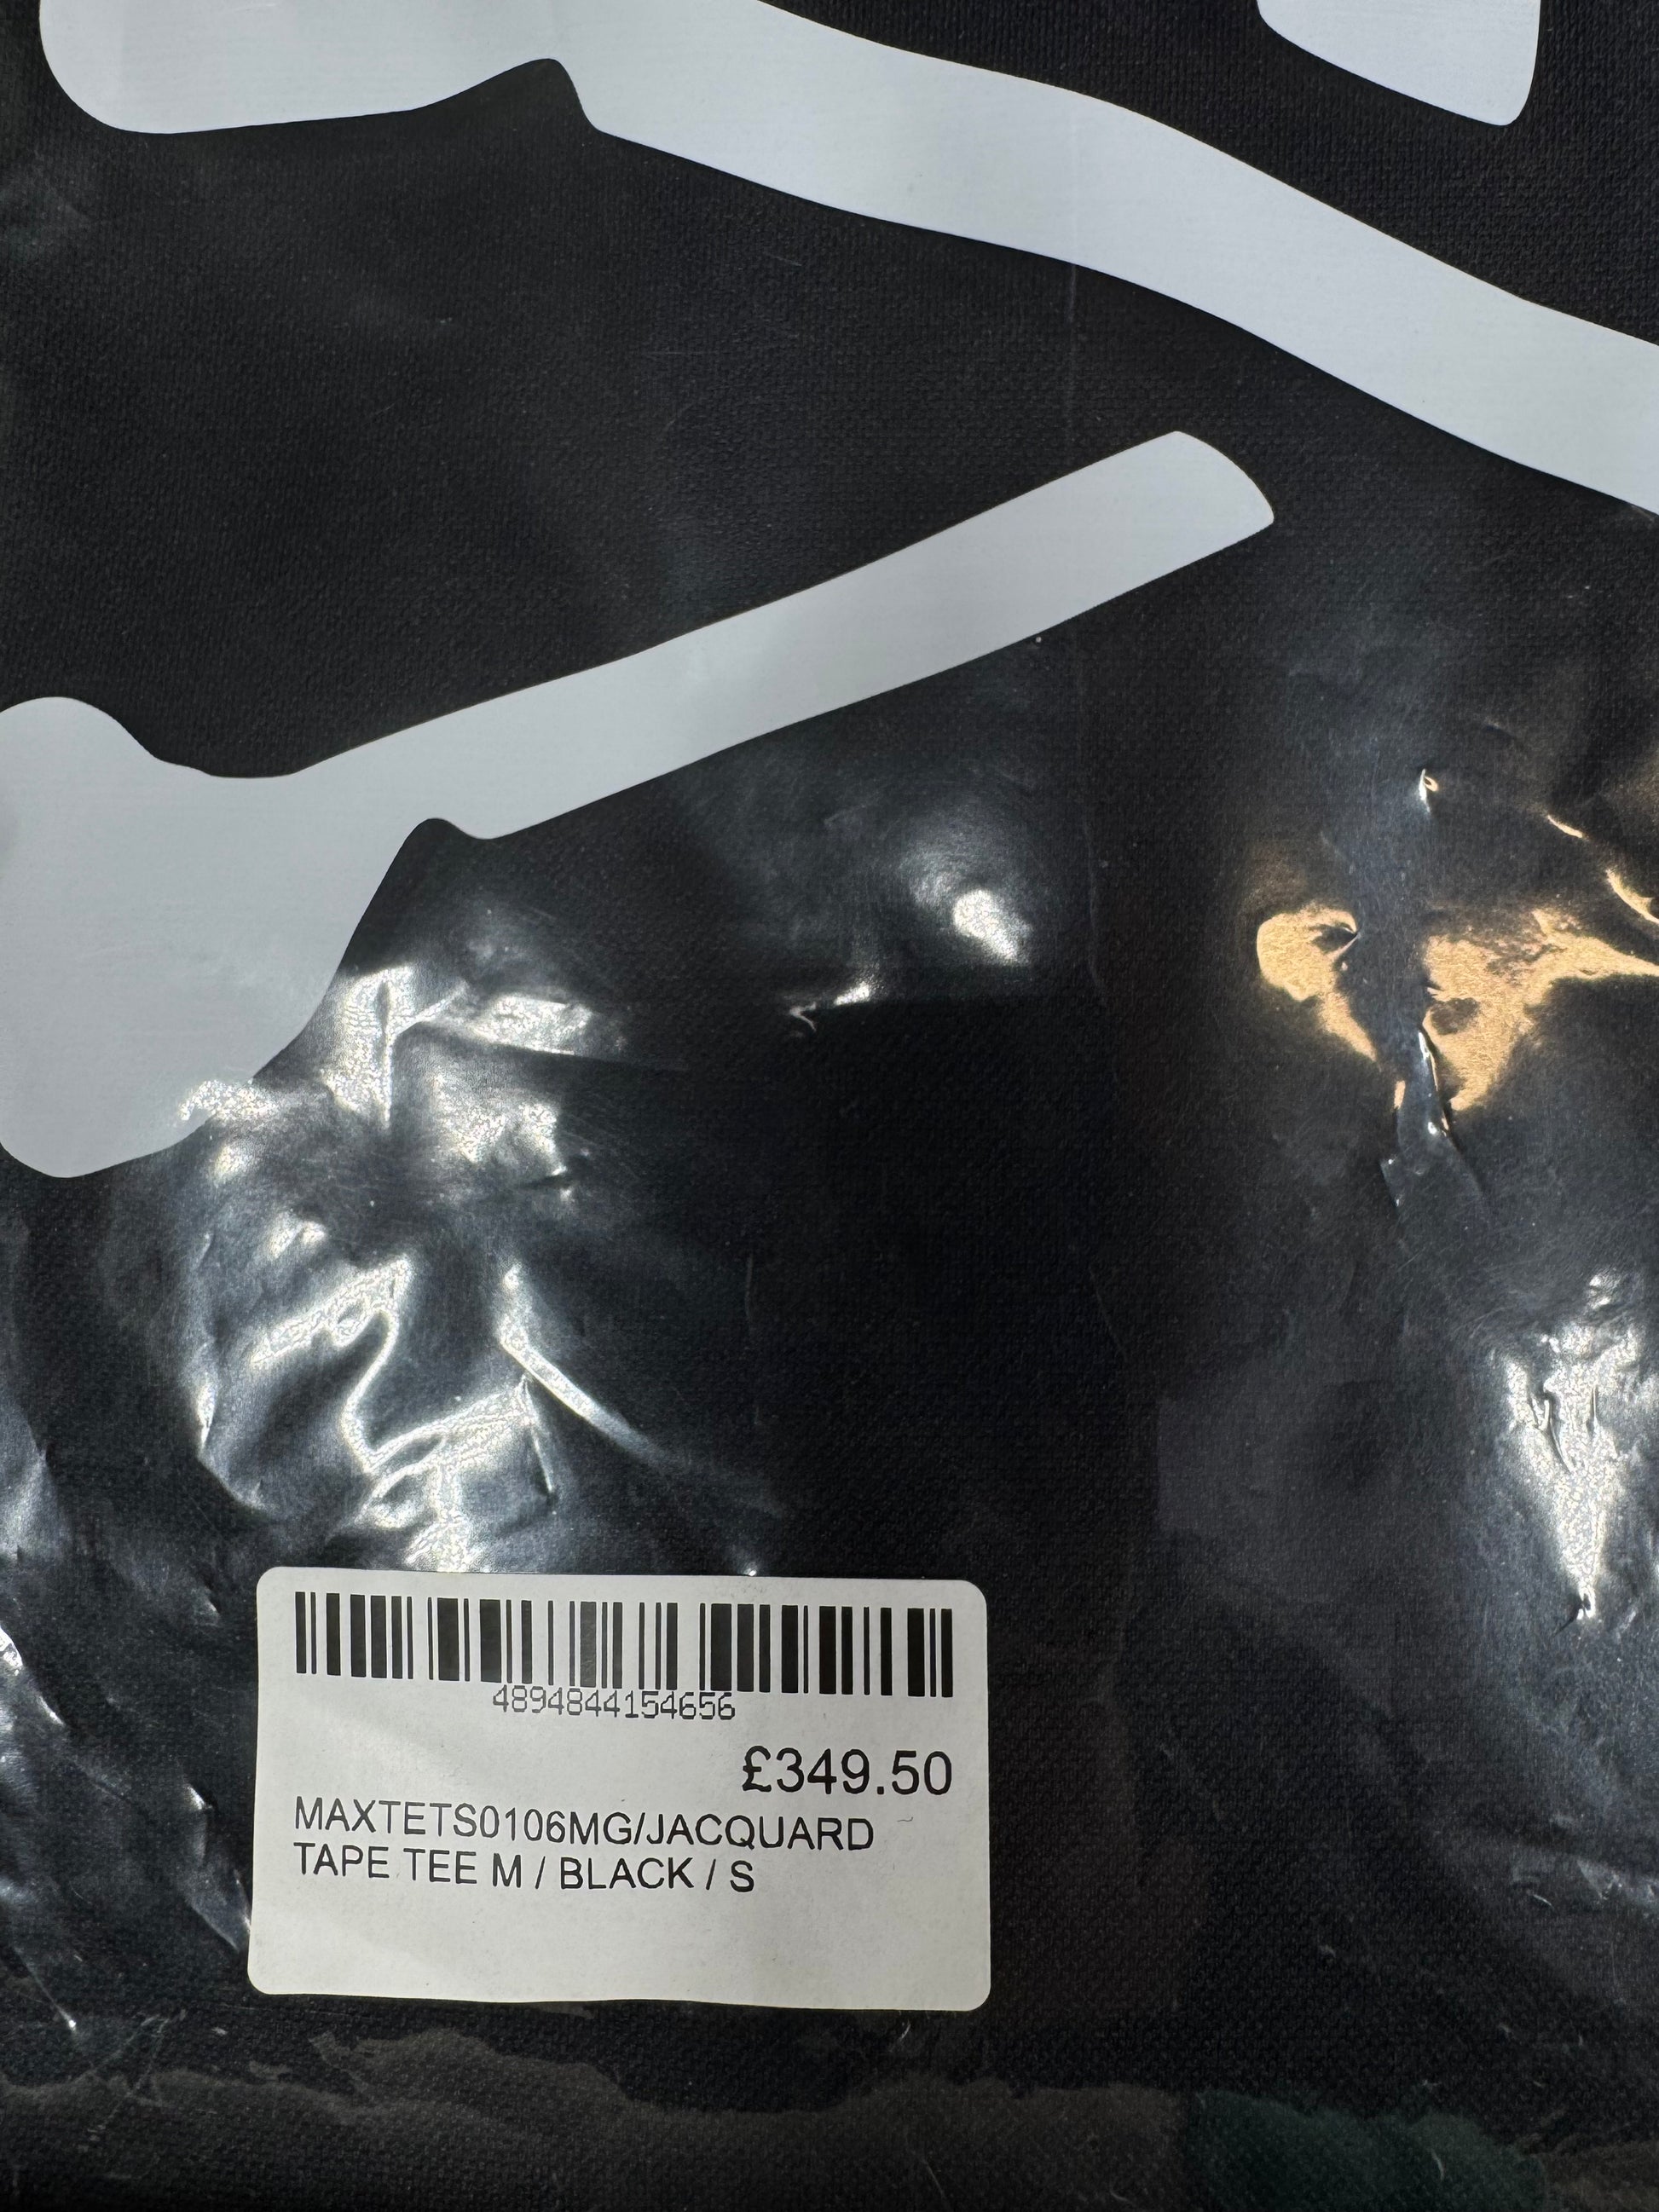 4894844154656
£349.50
MAXTETS0106MG/JACQUARD
TAPE TEE M / BLACK / S